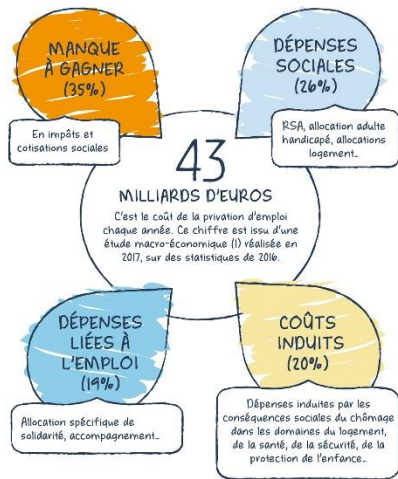 MANQUE
À GAGNER
(35%)
En impôts et
cotisations sociales
DÉPENSES
SOCIALES
(26%)
RSA, allocation adulte
handicapé, allocations
logement...
43
MILLIARDS D'EUROS
C'est le coût de la privation d'emploi
chaque année. Ce chiffre est issu d'une
étude macro-économique (1) réalisée en
2017, sur des statistiques de 2016.
DÉPENSES
LIÉES À
L'EMPLOI
(19%)
Allocation spécifique de
solidarité, accompagnement...
COÛTS
INDUITS
(20%)
Dépenses induites par les
conséquences sociales du chômage
dans les domaines du logement,
de la santé, de la sécurité, de la
protection de l'enfance...